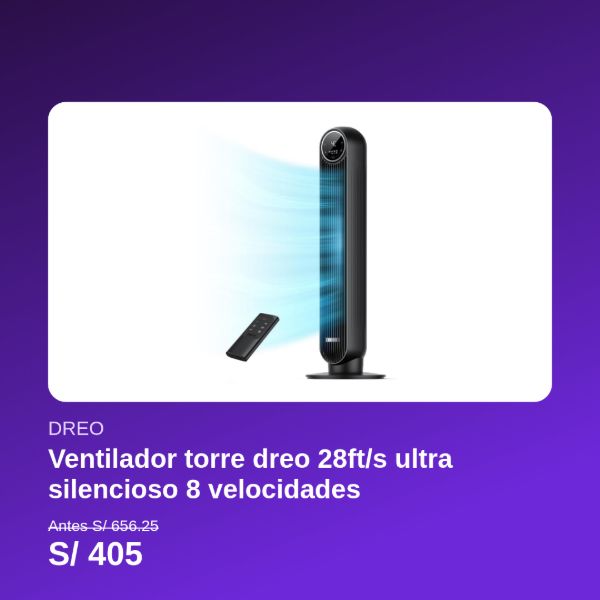 DREO
Ventilador torre dreo 28ft/s ultra
silencioso 8 velocidades
Antes S/ 656.25
S/ 405